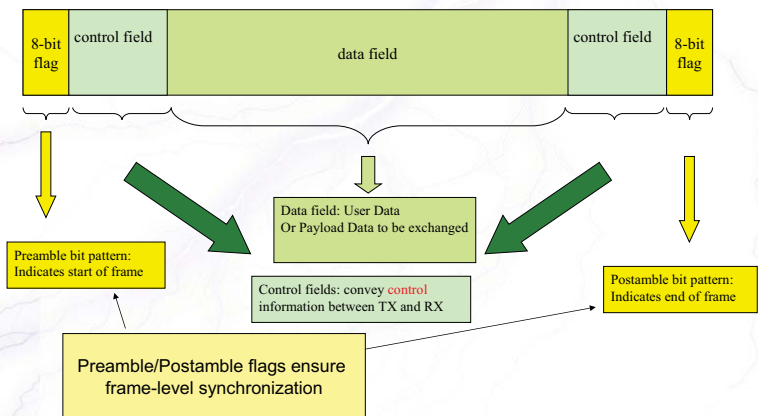 8-bit
flag
control field
data field
control field
8-bit
flag
Data field: User Data
Or Payload Data to be exchanged
Preamble bit pattern:
Indicates start of frame
Control fields: convey control
information between TX and RX
Postamble bit pattern:
Indicates end of frame
Preamble/Postamble flags ensure
frame-level synchronization